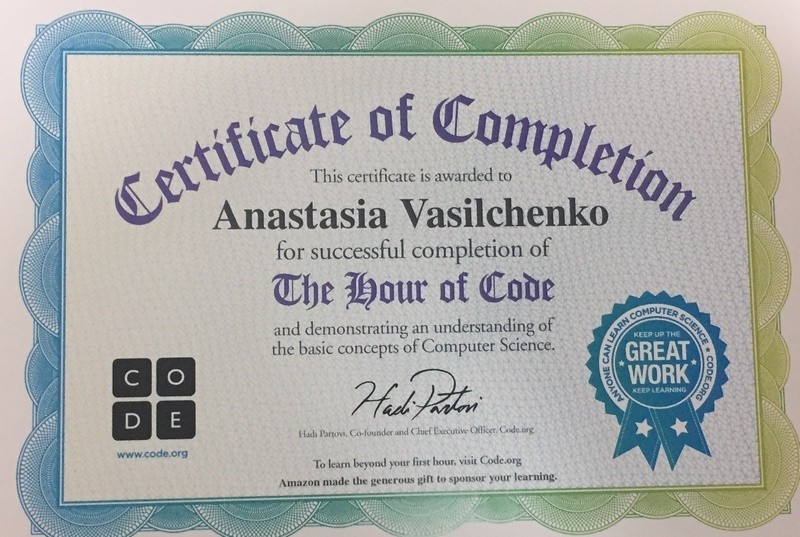 Certificate of Completion
This certificate is awarded to
Anastasia Vasilchenko
for successful completion of
The Hour of Code
and demonstrating an understanding of
the basic concepts of Computer Science.
C O
D E
www.code.org
Hadi Partovi
Hadi Partovi, Co-founder and Chief Executive Officer, Code.org
To learn beyond your first hour, visit Code.org
Amazon made the generous gift to sponsor your learning.
ANYONE CAN LEARN COMPUTER SCIENCE ★ CODE.ORG ★
KEEP UP THE
GREAT
WORK
KEEP LEARNING